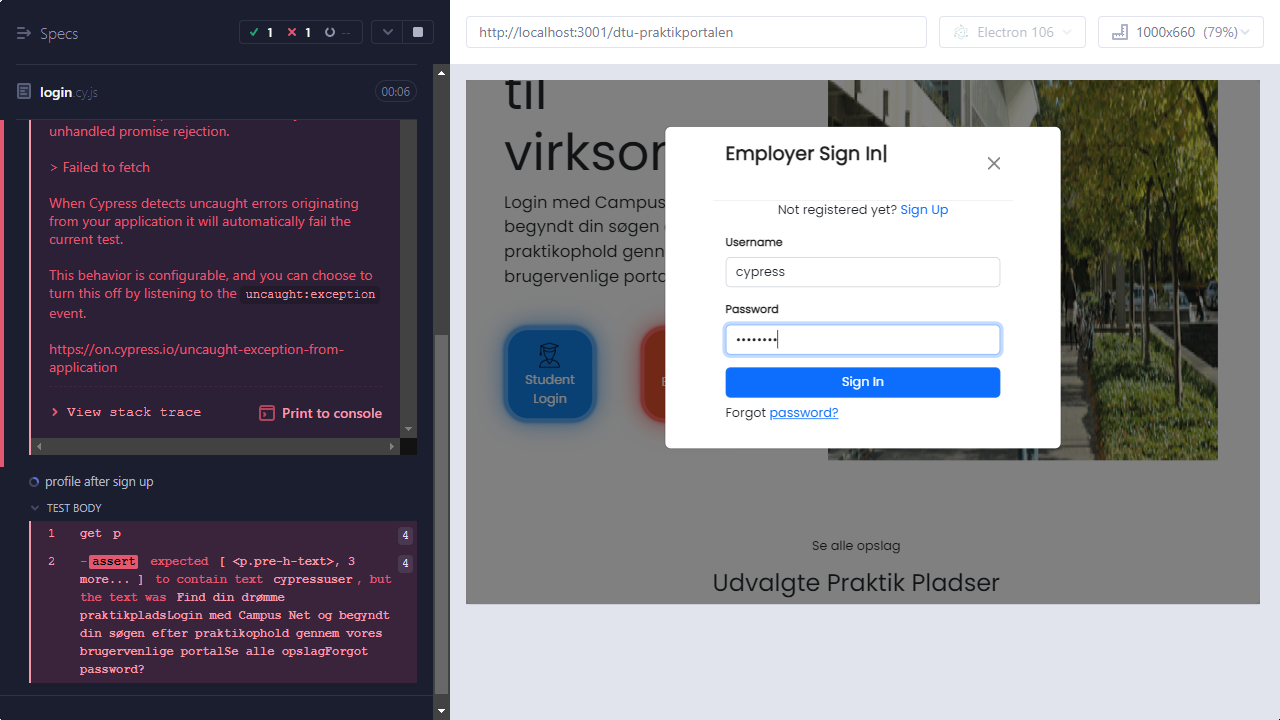 Specs
1
1
--
login cy.js
00:06
unhandled promise rejection.
> Failed to fetch
When Cypress detects uncaught errors originating
from your application it will automatically fail the
current test.
This behavior is configurable, and you can choose to
turn this off by listening to the uncaught:exception
event.
https://on.cypress.io/uncaught-exception-from-
application
View stack trace
Print to console
profile after sign up
TEST BODY
1 get p 4
2 -assert expected [ <p.pre-h-text>, 3 4
more... ] to contain text cypressuser, but
the text was Find din drømme
praktikpladsLogin med Campus Net og begyndt
din søgen efter praktikophold gennem vores
brugervenlige portalSe alle opslagForgot
password?
http://localhost:3001/dtu-praktikportalen
Electron 106
1000x660 (79%)
til
Login med Campus
begyndt din søgen
praktikophold
brugervenlige
Student
Login
Employer Sign In|
Not registered yet? Sign Up
Username
cypress
Password
••••••••
Sign In
Forgot password?
Se alle opslag
Udvalgte Praktik Pladser